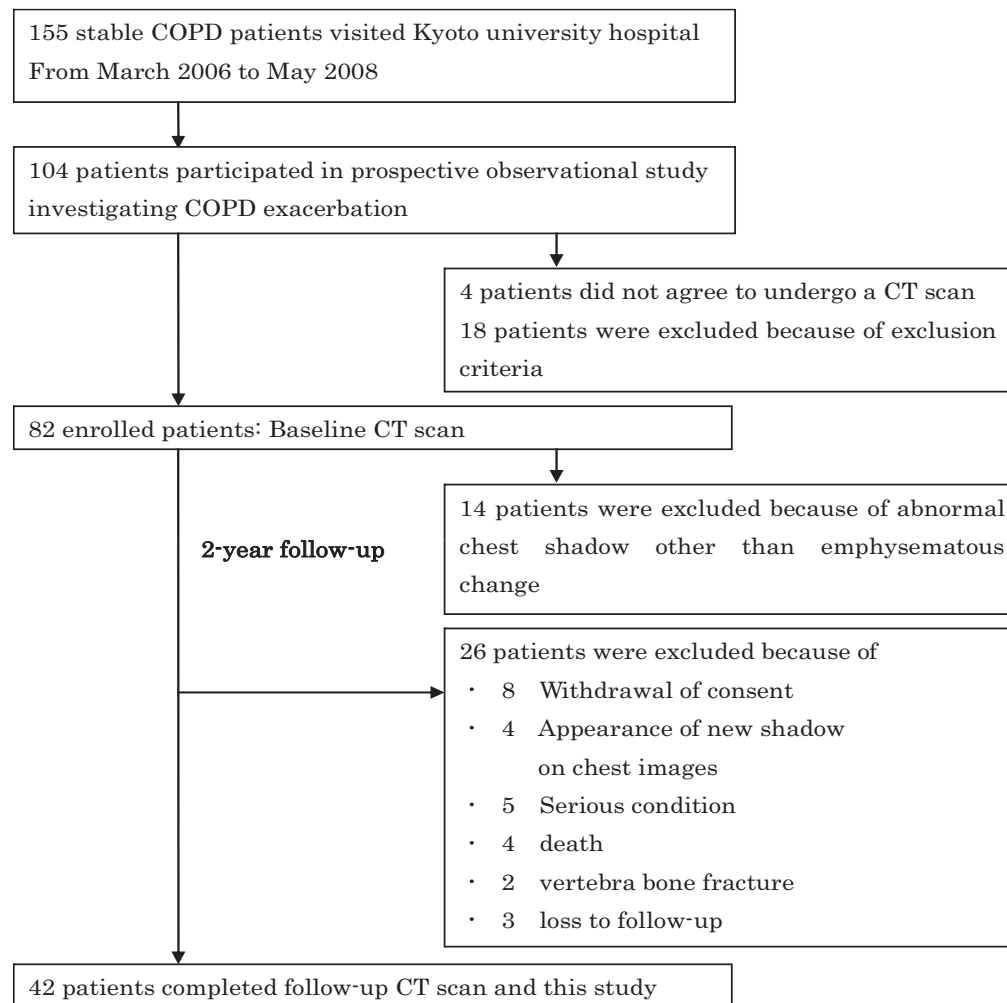 155 stable COPD patients visited Kyoto university hospital
From March 2006 to May 2008
104 patients participated in prospective observational study
investigating COPD exacerbation
4 patients did not agree to undergo a CT scan
18 patients were excluded because of exclusion
criteria
82 enrolled patients: Baseline CT scan
14 patients were excluded because of abnormal
chest shadow other than emphysematous
change
2-year follow-up
26 patients were excluded because of
・ 8 Withdrawal of consent
・ 4 Appearance of new shadow
on chest images
・ 5 Serious condition
・ 4 death
・ 2 vertebra bone fracture
・ 3 loss to follow-up
42 patients completed follow-up CT scan and this study